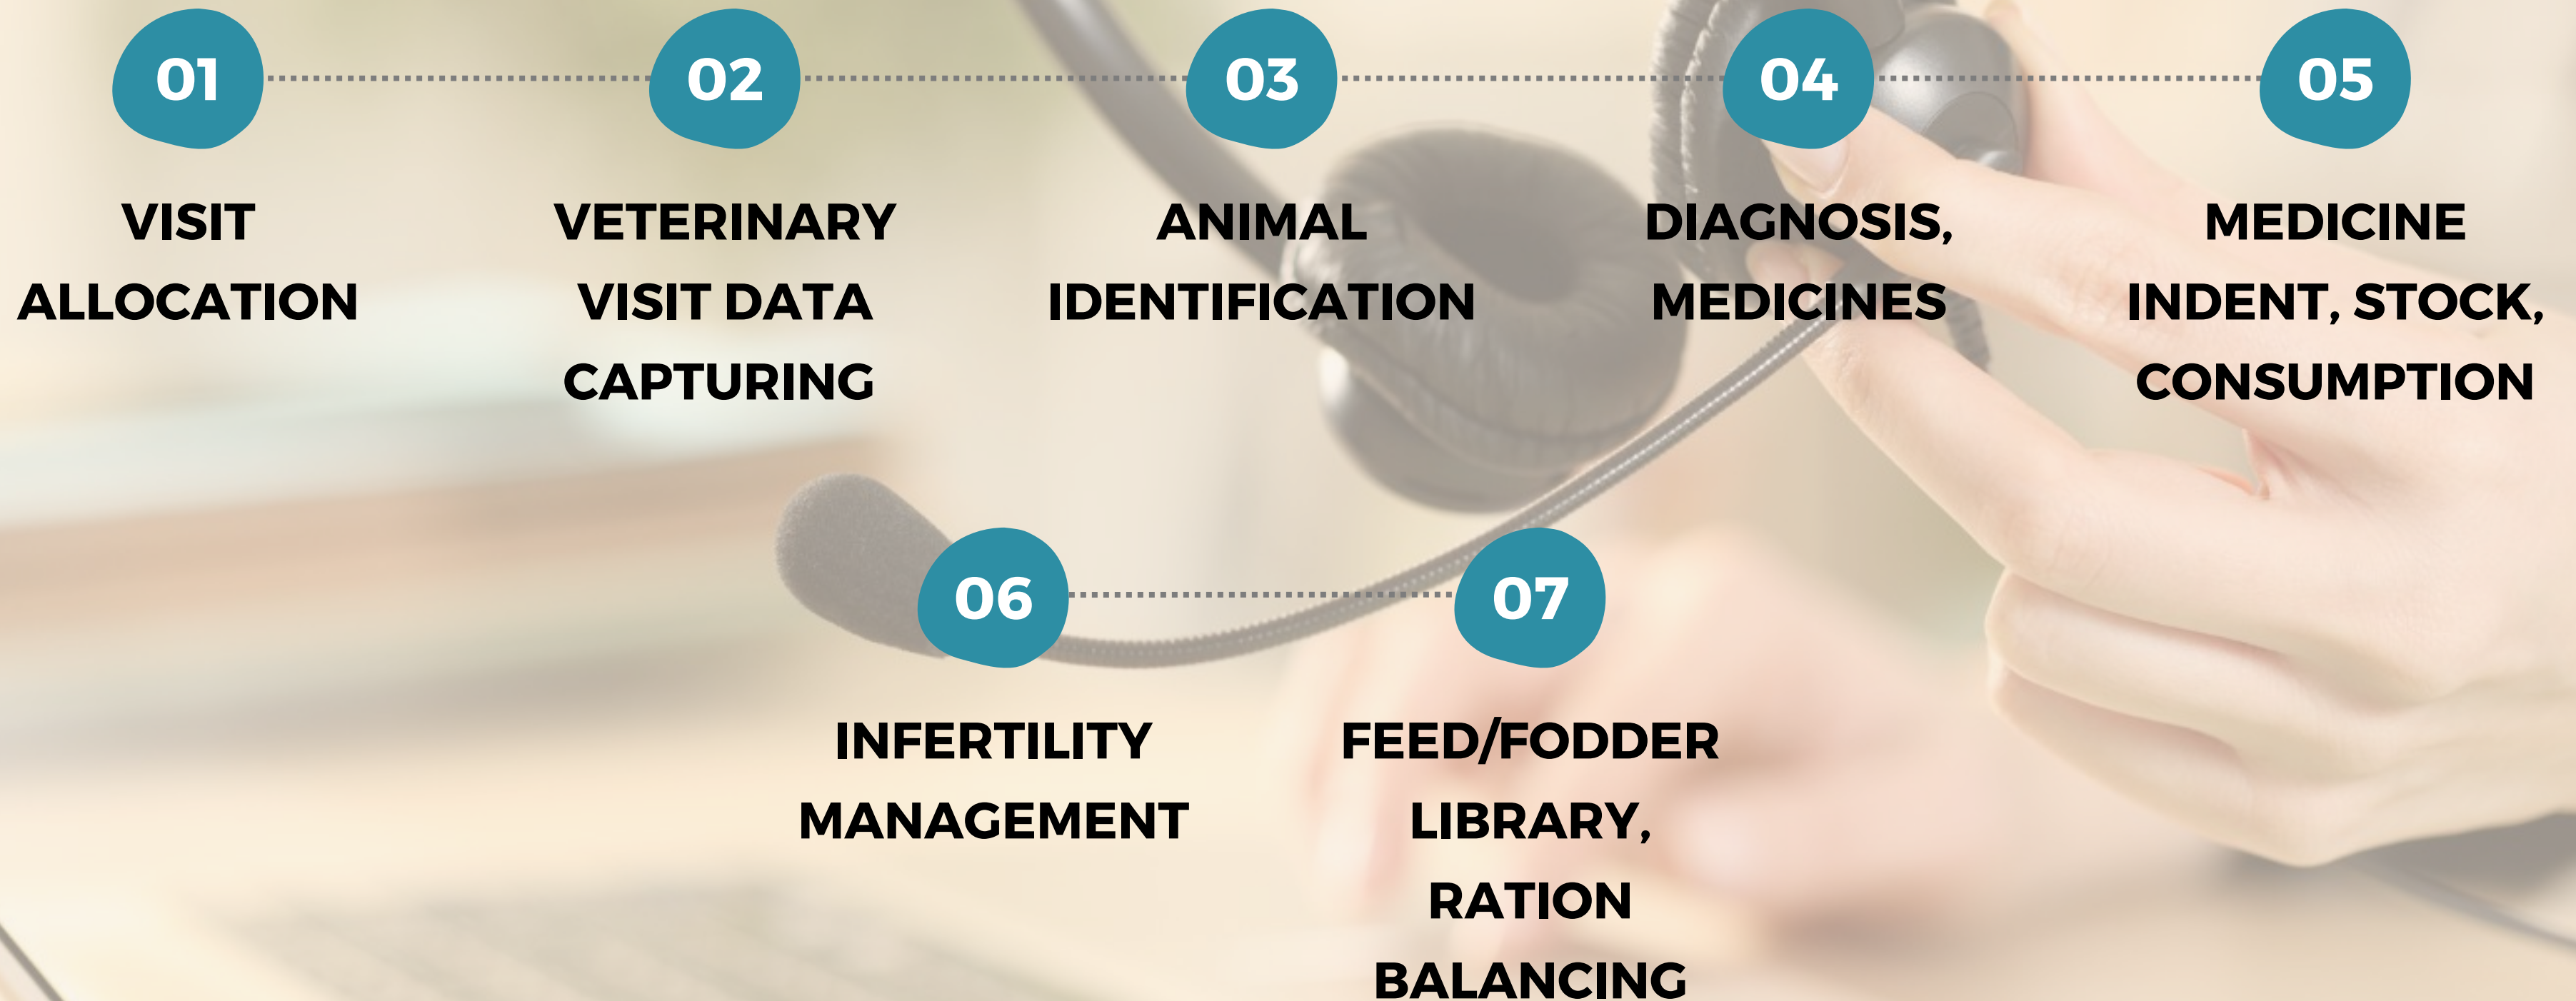 01
02
03
04
05
VISIT
ALLOCATION
VETERINARY
VISIT DATA
CAPTURING
ANIMAL
IDENTIFICATION
DIAGNOSIS,
MEDICINES
MEDICINE
INDENT, STOCK,
CONSUMPTION
06
07
INFERTILITY
MANAGEMENT
FEED/FODDER
LIBRARY,
RATION
BALANCING